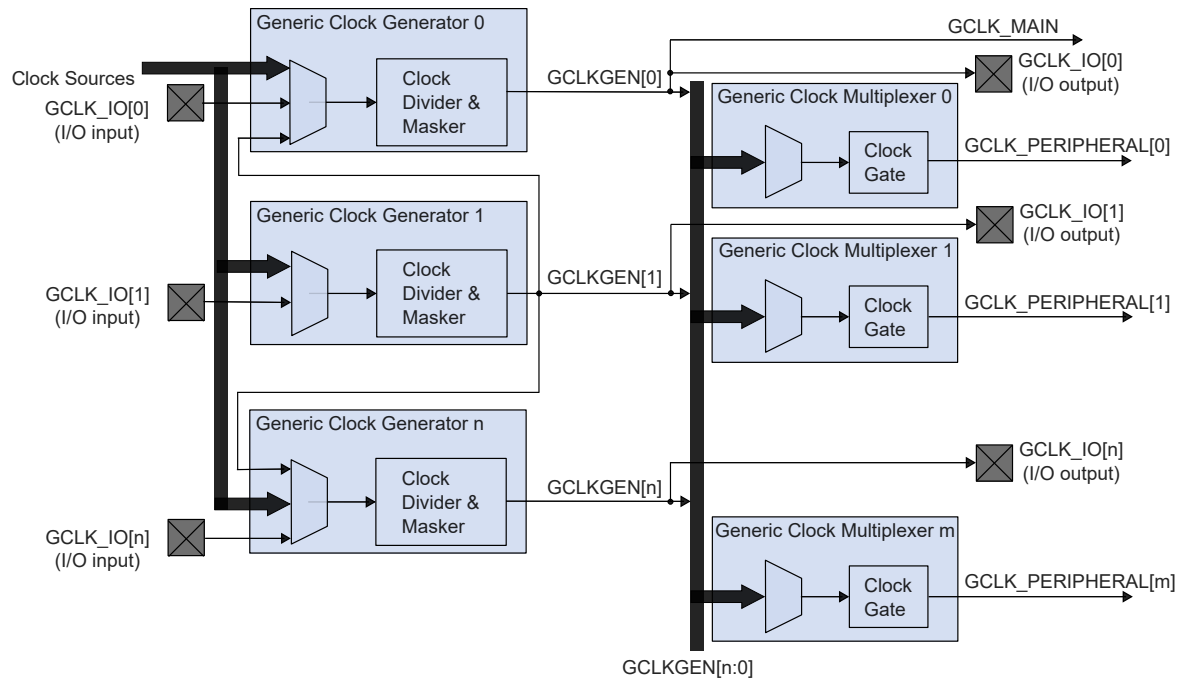 Generic Clock Generator 0
Clock Sources
GCLK_IO[0]
(I/O input)
Clock
Divider &
Masker
GCLKGEN[0]
GCLK_MAIN
GCLK_IO[0]
(I/O output)
Generic Clock Multiplexer 0
Clock
Gate
GCLK_PERIPHERAL[0]
Generic Clock Generator 1
GCLK_IO[1]
(I/O input)
Clock
Divider &
Masker
GCLKGEN[1]
GCLK_IO[1]
(I/O output)
Generic Clock Multiplexer 1
Clock
Gate
GCLK_PERIPHERAL[1]
Generic Clock Generator n
GCLK_IO[n]
(I/O input)
Clock
Divider &
Masker
GCLKGEN[n]
GCLK_IO[n]
(I/O output)
Generic Clock Multiplexer m
Clock
Gate
GCLK_PERIPHERAL[m]
GCLKGEN[n:0]